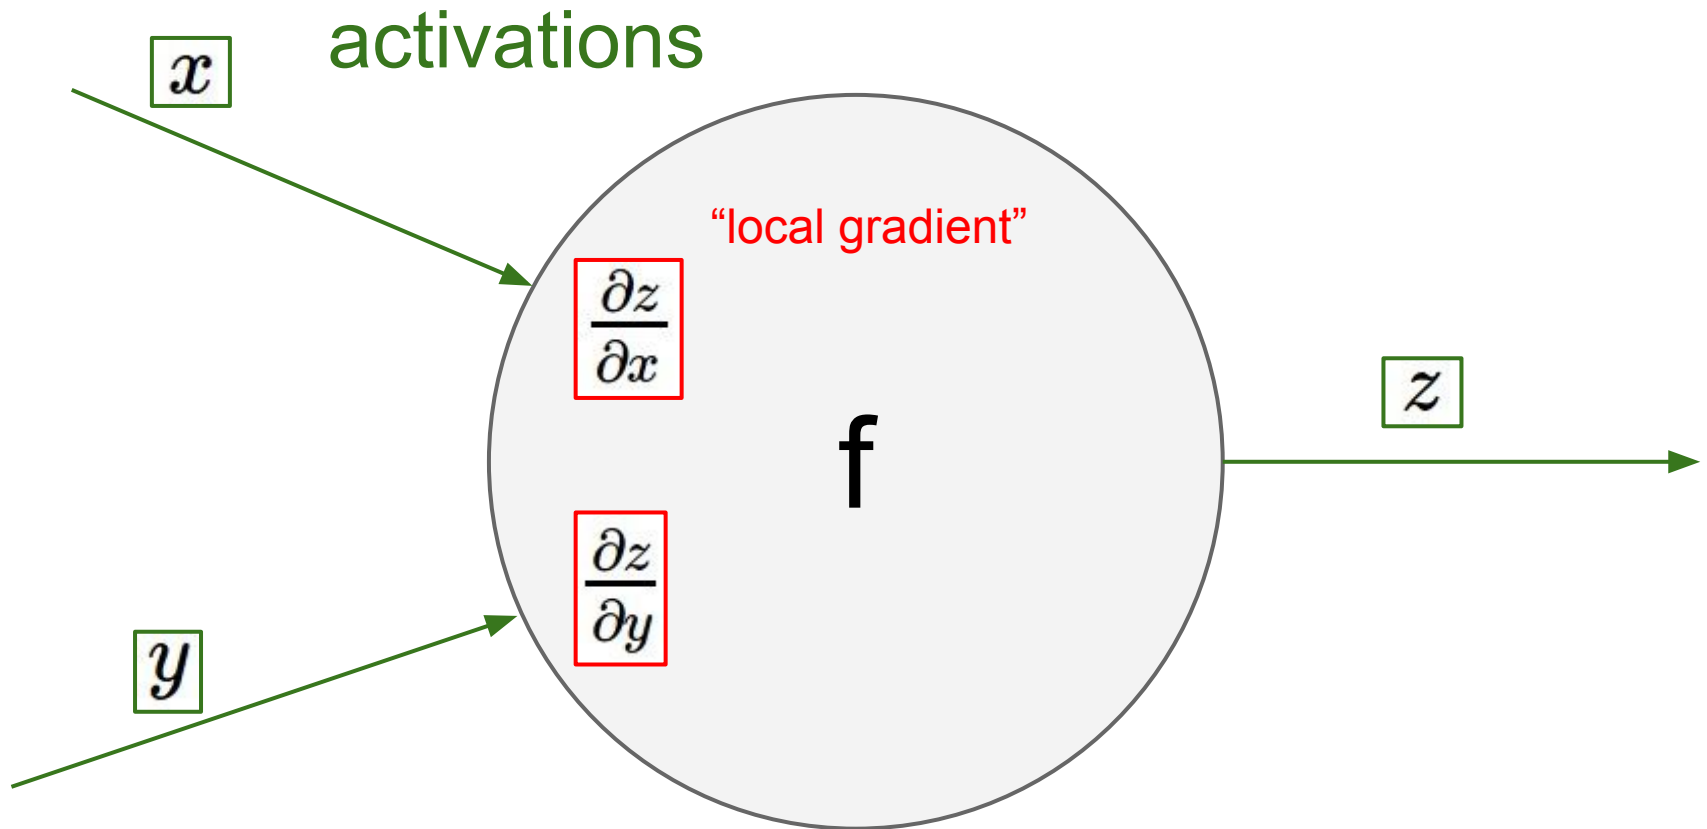 activations
x
“local gradient”
∂z
∂x
f
z
∂z
∂y
y